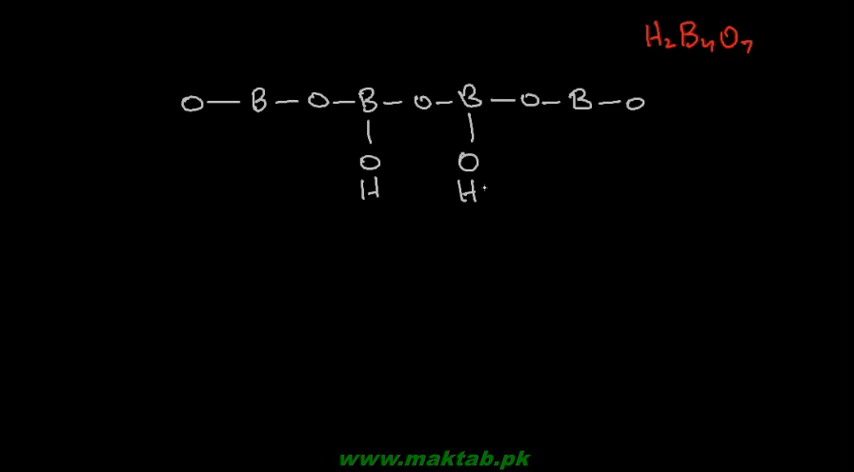 H₂B₄O₇
O — B — O — B — O — B — O — B — O
| |
O O
H H
www.maktab.pk